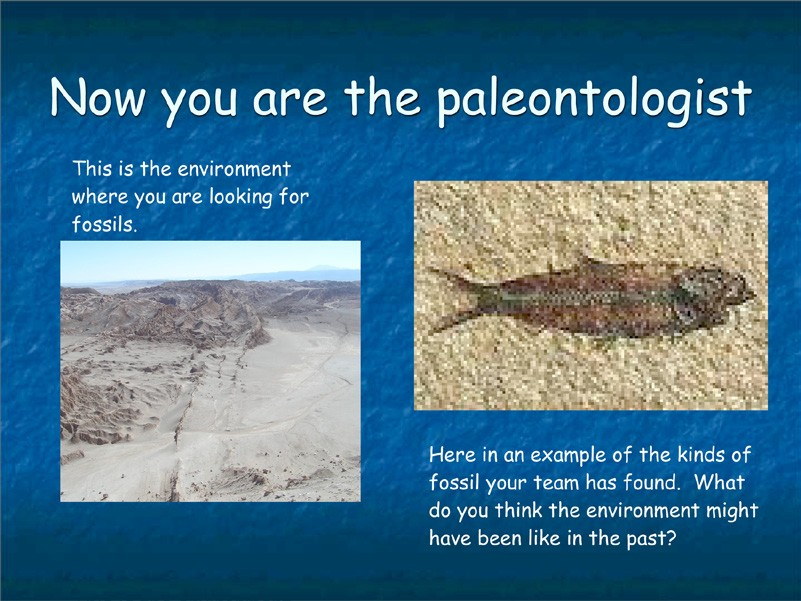 Now you are the paleontologist
This is the environment
where you are looking for
fossils.
Here in an example of the kinds of
fossil your team has found.  What
do you think the environment might
have been like in the past?